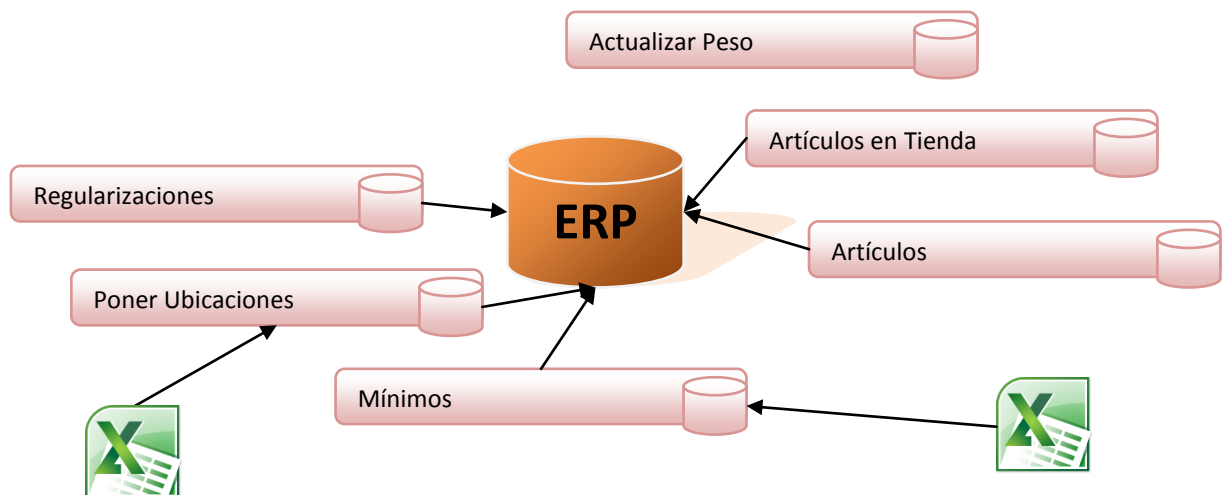 Actualizar Peso
Artículos en Tienda
Regularizaciones
ERP
Artículos
Poner Ubicaciones
Mínimos